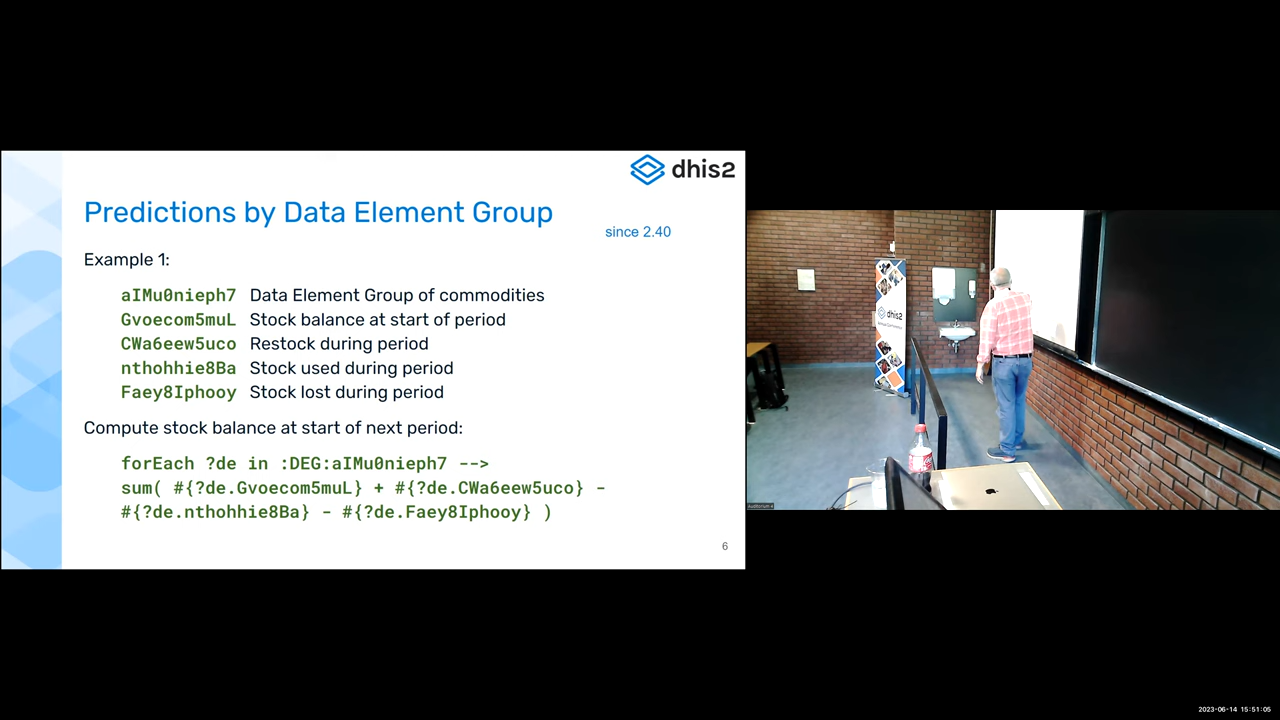 dhis2
Predictions by Data Element Group
since 2.40
Example 1:
aIMu0nieph7 Data Element Group of commodities
Gvoecom5muL Stock balance at start of period
CWa6eew5uco Restock during period
nthohhie8Ba Stock used during period
Faey8Iphooy Stock lost during period
Compute stock balance at start of next period:
forEach ?de in :DEG:aIMu0nieph7 -->
sum( #{?de.Gvoecom5muL} + #{?de.CWa6eew5uco} -
#{?de.nthohhie8Ba} - #{?de.Faey8Iphooy} )
6
dhis2
2023-06-14 15:51:05